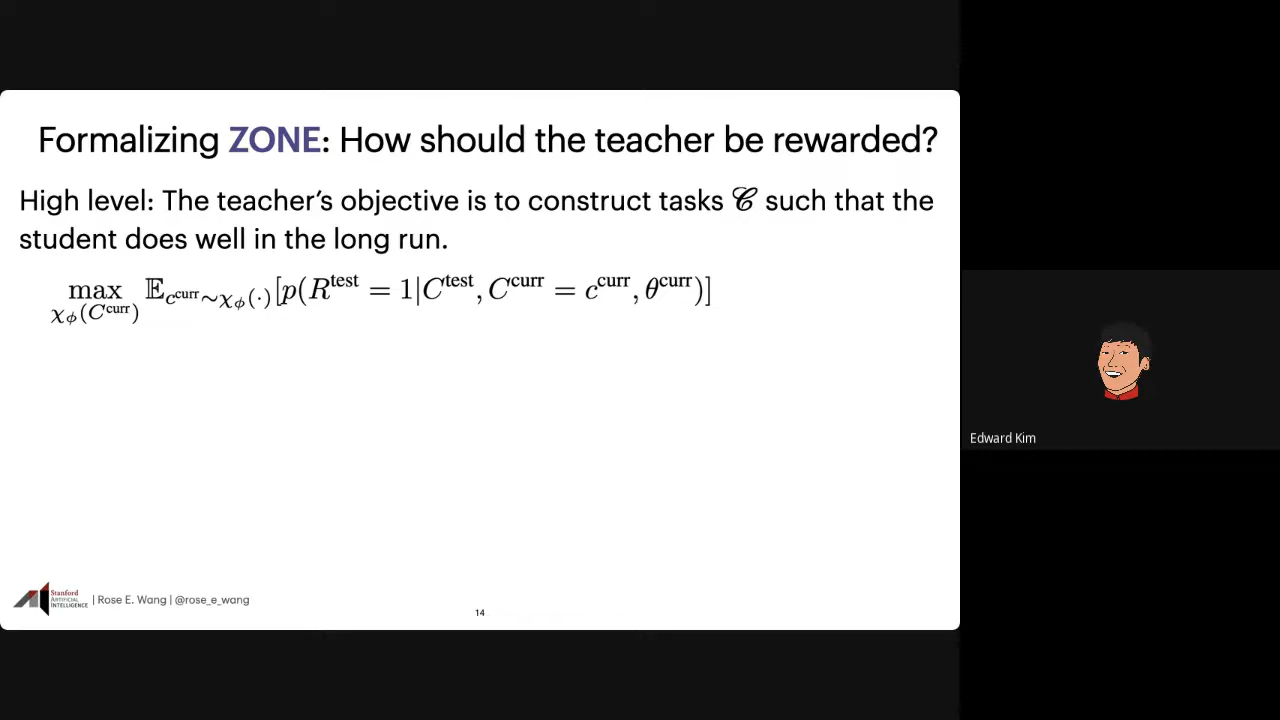 Formalizing ZONE: How should the teacher be rewarded?
High level: The teacher's objective is to construct tasks 𝒞 such that the
student does well in the long run.
max_{χ_ϕ(C^curr)} 𝔼_{c^curr∼χ_ϕ(·)}[p(R^test = 1|C^test, C^curr = c^curr, θ^curr)]
Edward Kim
Stanford
ARTIFICIAL
INTELLIGENCE
| Rose E. Wang | @rose_e_wang
14